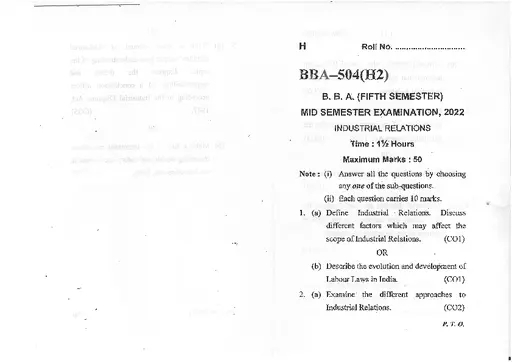 H Roll No. ..............................
BBA–504(H2)
B. B. A. (FIFTH SEMESTER)
MID SEMESTER EXAMINATION, 2022
INDUSTRIAL RELATIONS
Time : 1½ Hours
Maximum Marks : 50
Note : (i) Answer all the questions by choosing
any one of the sub-questions.
(ii) Each question carries 10 marks.
1. (a) Define Industrial Relations. Discuss
different factors which may affect the
scope of Industrial Relations. (CO1)
OR
(b) Describe the evolution and development of
Labour Laws in India. (CO1)
2. (a) Examine the different approaches to
Industrial Relations. (CO2)
P. T. O.